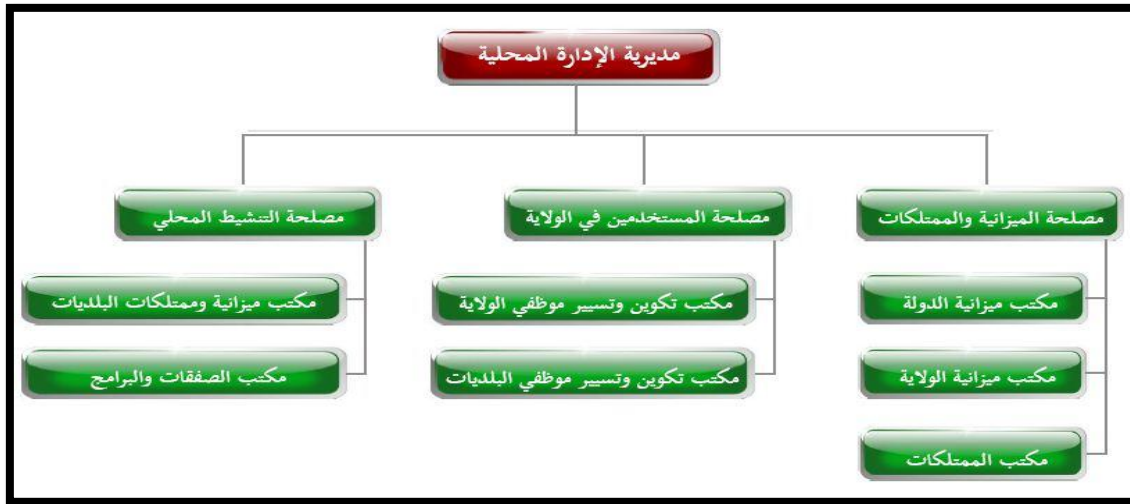 مديرية الإدارة المحلية
مصلحة الميزانية والممتلكات
مصلحة المستخدمين في الولاية
مصلحة التنشيط المحلي
مكتب ميزانية الدولة
مكتب تكوين وتسيير موظفي الولاية
مكتب ميزانية وممتلكات البلديات
مكتب ميزانية الولاية
مكتب تكوين وتسيير موظفي البلديات
مكتب الصفقات والبرامج
مكتب الممتلكات